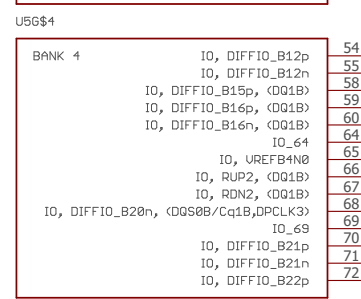 U5G$4
BANK 4
IO, DIFFIO_B12p 54
IO, DIFFIO_B12n 55
IO, DIFFIO_B15p, (DQ1B) 58
IO, DIFFIO_B16p, (DQ1B) 59
IO, DIFFIO_B16n, (DQ1B) 60
IO_64 64
IO, VREFB4N0 65
IO, RUP2, (DQ1B) 66
IO, RDN2, (DQ1B) 67
IO, DIFFIO_B20n, (DQS0B/Cq1B,DPCLK3) 68
IO_69 69
IO, DIFFIO_B21p 70
IO, DIFFIO_B21n 71
IO, DIFFIO_B22p 72